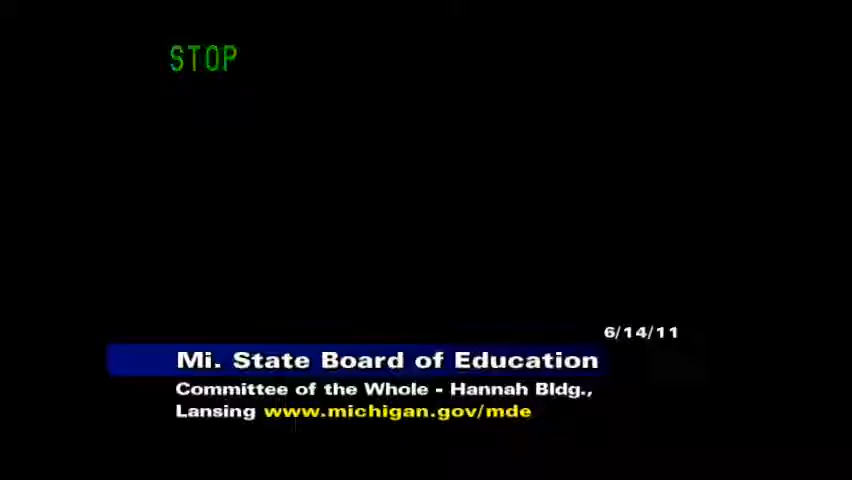 STOP
6/14/11
Mi. State Board of Education
Committee of the Whole - Hannah Bldg.,
Lansing www.michigan.gov/mde